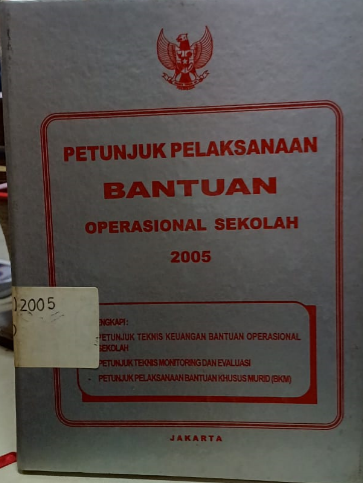 PETUNJUK PELAKSANAAN
BANTUAN
OPERASIONAL SEKOLAH
2005
2005
ENGKAPI :
PETUNJUK TEKNIS KEUANGAN BANTUAN OPERASIONAL
SEKOLAH
- PETUNJUK TEKNIS MONITORING DAN EVALUASI
- PETUNJUK PELAKSANAAN BANTUAN KHUSUS MURID (BKM)
JAKARTA